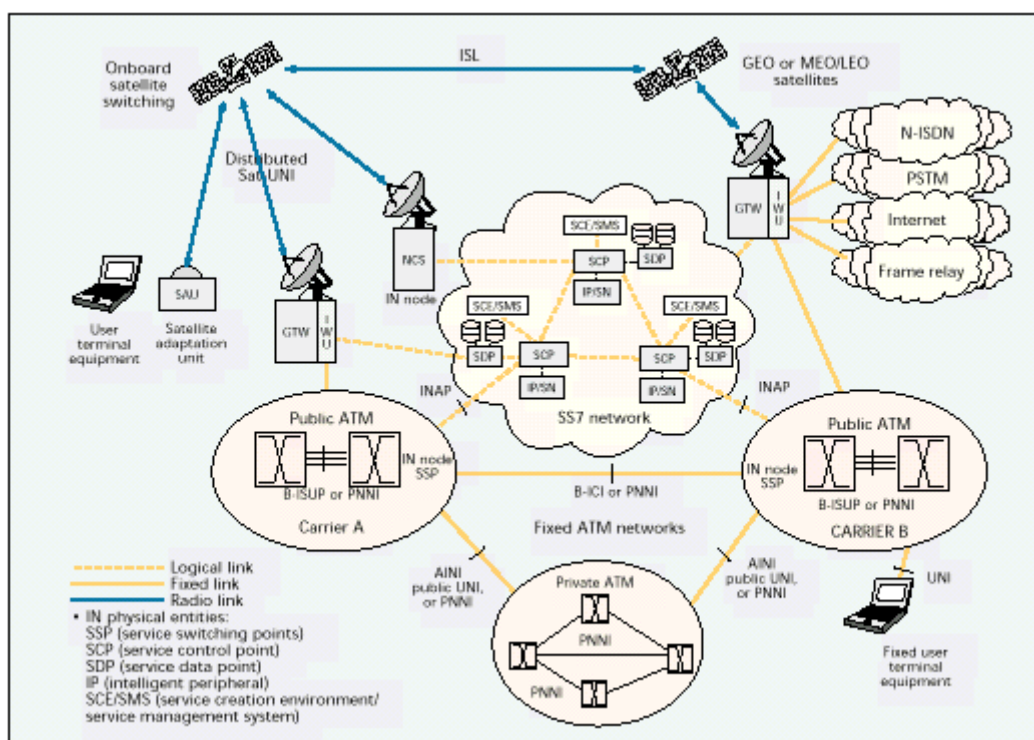 Onboard
satellite
switching
ISL
GEO or MEO/LEO
satellites
Distributed
Sat UNI
N-ISDN
PSTM
Internet
Frame relay
GTW
IWU
SCE/SMS
SCP
SDP
IP/SN
NCS
IN node
SAU
User
terminal
equipment
Satellite
adaptation
unit
GTW
IWU
SCE/SMS
SDP
SCP
IP/SN
SCE/SMS
SCP
SDP
IP/SN
SS7 network
INAP
INAP
Public ATM
IN node
SSP
B-ISUP or PNNI
Carrier A
B-ICI or PNNI
Fixed ATM networks
Public ATM
IN node
SSP
B-ISUP or PNNI
CARRIER B
AINI
public UNI,
or PNNI
AINI
public UNI,
or PNNI
UNI
Private ATM
PNNI
PNNI
Fixed user
terminal
equipment
Logical link
Fixed link
Radio link
• IN physical entities:
SSP (service switching points)
SCP (service control point)
SDP (service data point)
IP (intelligent peripheral)
SCE/SMS (service creation environment/
service management system)